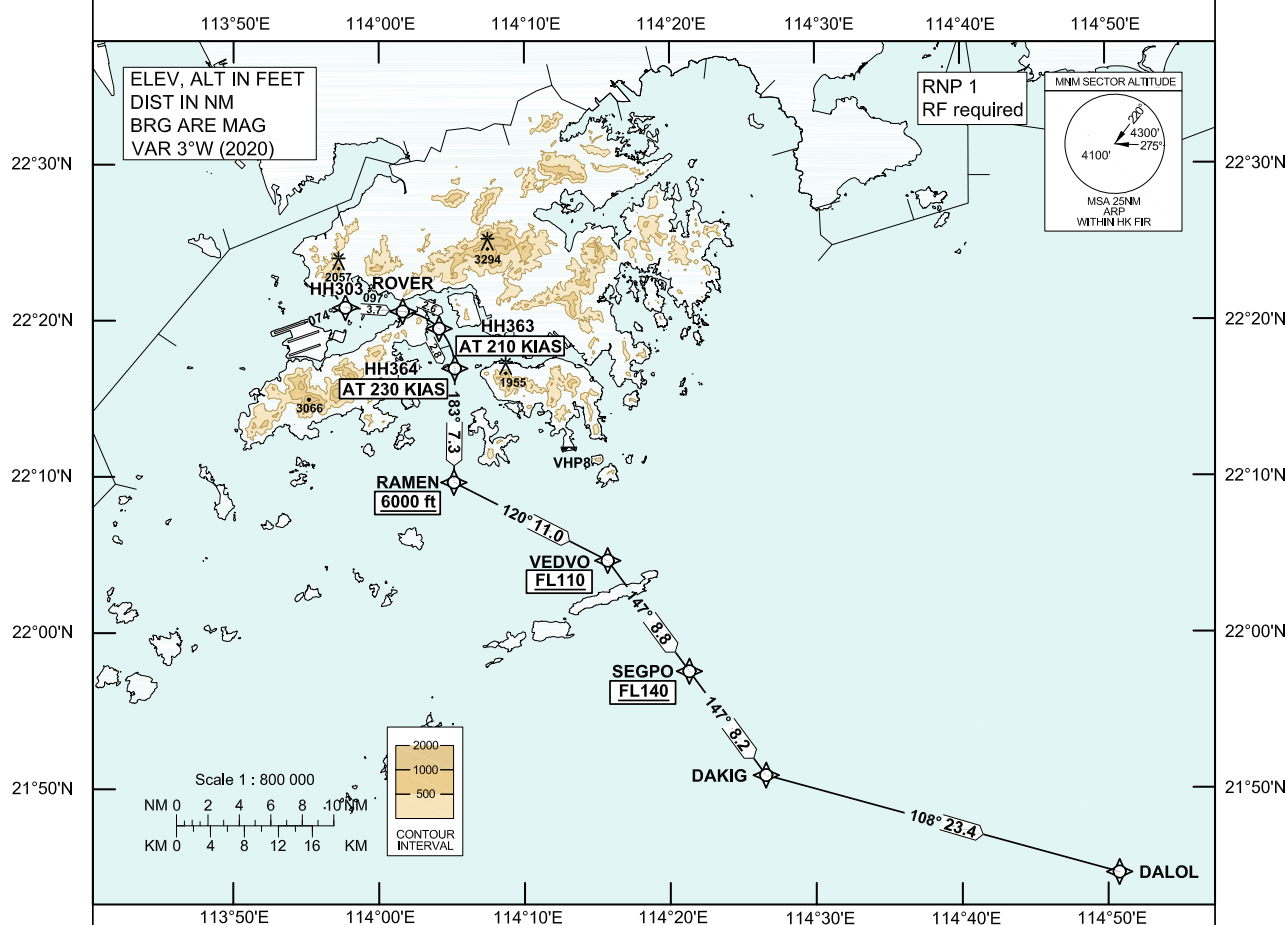 113°50'E
114°00'E
114°10'E
114°20'E
114°30'E
114°40'E
114°50'E
ELEV, ALT IN FEET
DIST IN NM
BRG ARE MAG
VAR 3°W (2020)
RNP 1
RF required
MNM SECTOR ALTITUDE
220°
4300'
275°
4100'
MSA 25NM
ARP
WITHIN HK FIR
22°30'N
22°30'N
3294
2057
HH303
ROVER
097°
3.7
2.6
074°
22°20'N
22°20'N
HH363
AT 210 KIAS
2.8
HH364
AT 230 KIAS
1955
3066
183° 7.3
VHP8
22°10'N
22°10'N
RAMEN
6000 ft
120° 11.0
VEDVO
FL110
147° 8.8
22°00'N
22°00'N
SEGPO
FL140
147° 8.2
DAKIG
21°50'N
21°50'N
108° 23.4
DALOL
2000
1000
500
CONTOUR
INTERVAL
Scale 1 : 800 000
NM 0 2 4 6 8 10 NM
KM 0 4 8 12 16 KM
113°50'E
114°00'E
114°10'E
114°20'E
114°30'E
114°40'E
114°50'E